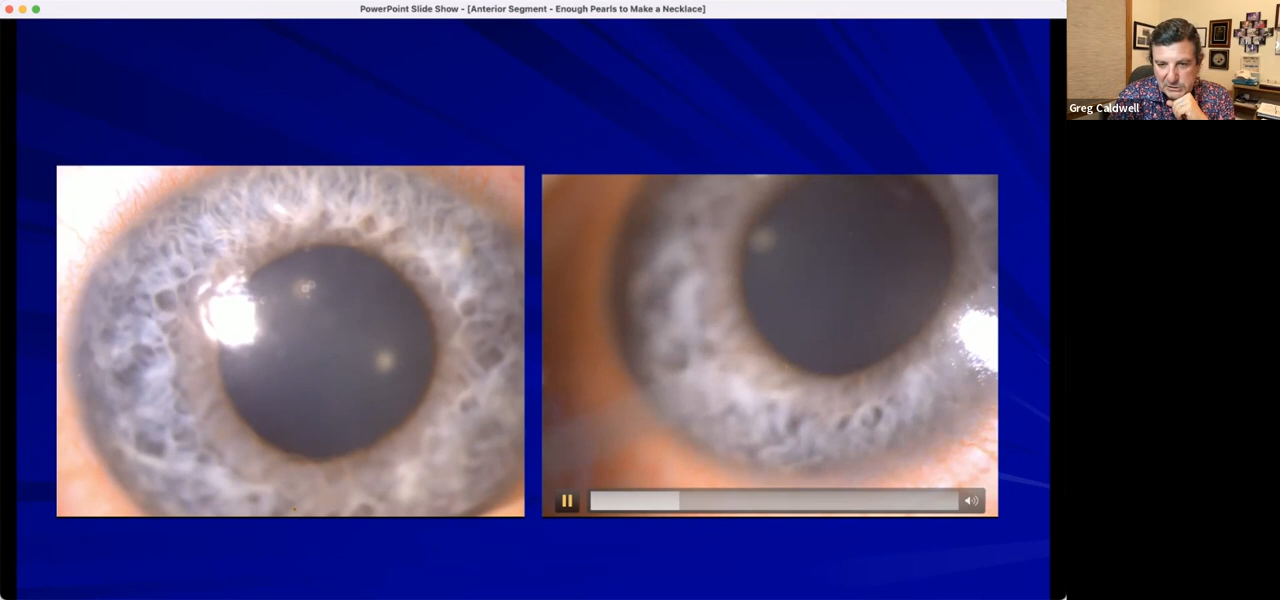 PowerPoint Slide Show - [Anterior Segment - Enough Pearls to Make a Necklace]
Greg Caldwell